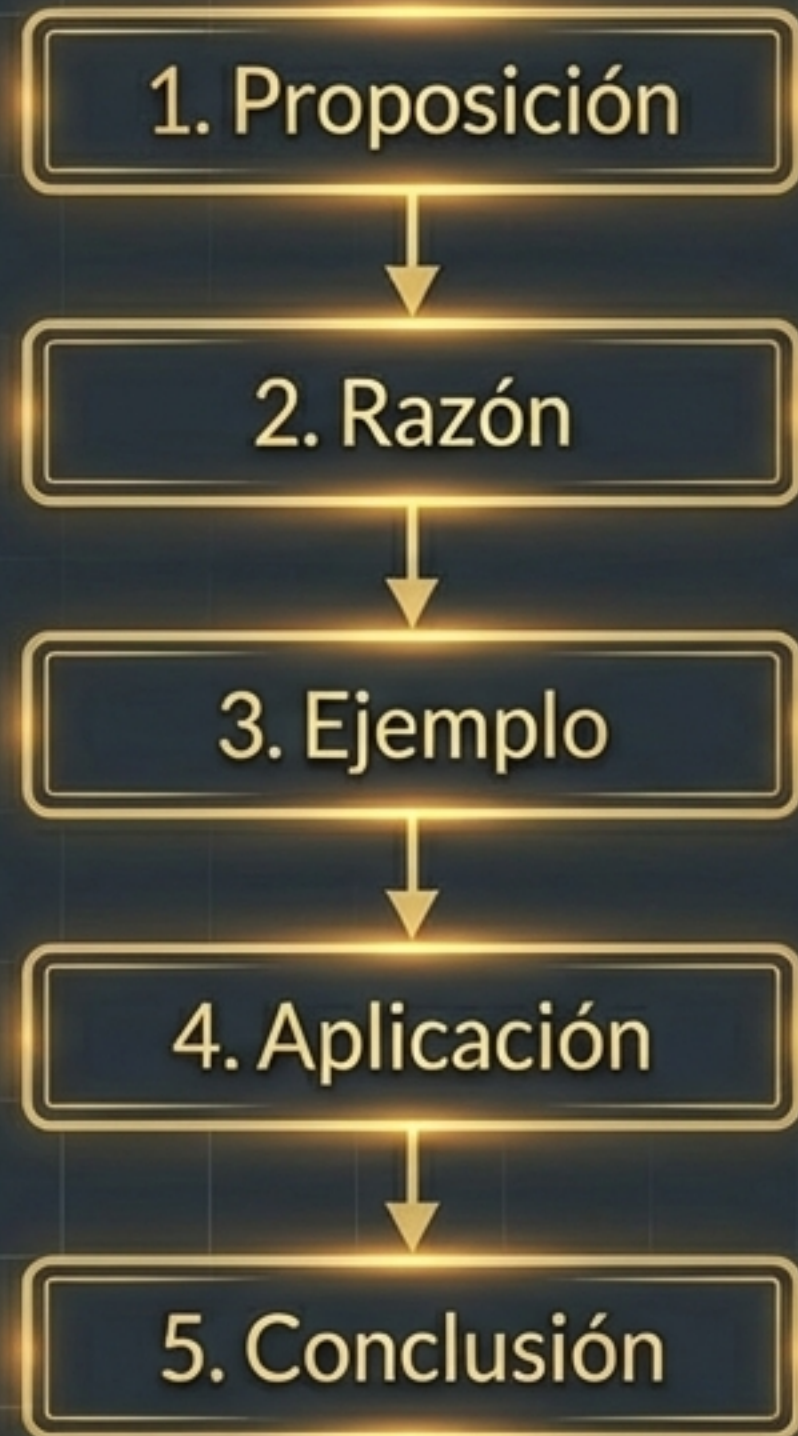 1. Proposición
2. Razón
3. Ejemplo
4. Aplicación
5. Conclusión